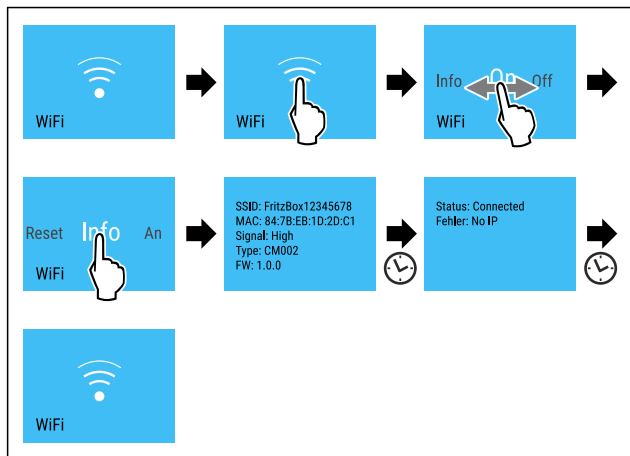 WiFi
WiFi
Info On Off
WiFi
Reset Info An
WiFi
SSID: FritzBox12345678
MAC: 84:7B:EB:1D:2D:C1
Signal: High
Type: CM002
FW: 1.0.0
Status: Connected
Fehler: No IP
WiFi